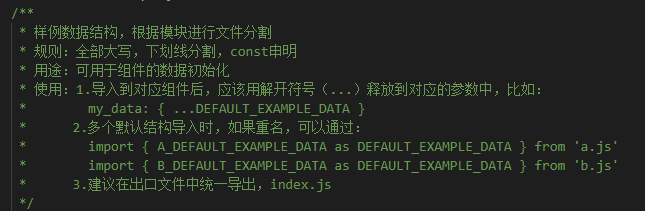 /**
 * 样例数据结构，根据模块进行文件分割
 * 规则：全部大写，下划线分割，const申明
 * 用途：可用于组件的数据初始化
 * 使用：1.导入到对应组件后，应该用解开符号（...）释放到对应的参数中，比如：
 *       my_data: { ...DEFAULT_EXAMPLE_DATA }
 *      2.多个默认结构导入时，如果重名，可以通过：
 *       import { A_DEFAULT_EXAMPLE_DATA as DEFAULT_EXAMPLE_DATA } from 'a.js'
 *       import { B_DEFAULT_EXAMPLE_DATA as DEFAULT_EXAMPLE_DATA } from 'b.js'
 *      3.建议在出口文件中统一导出，index.js
 */